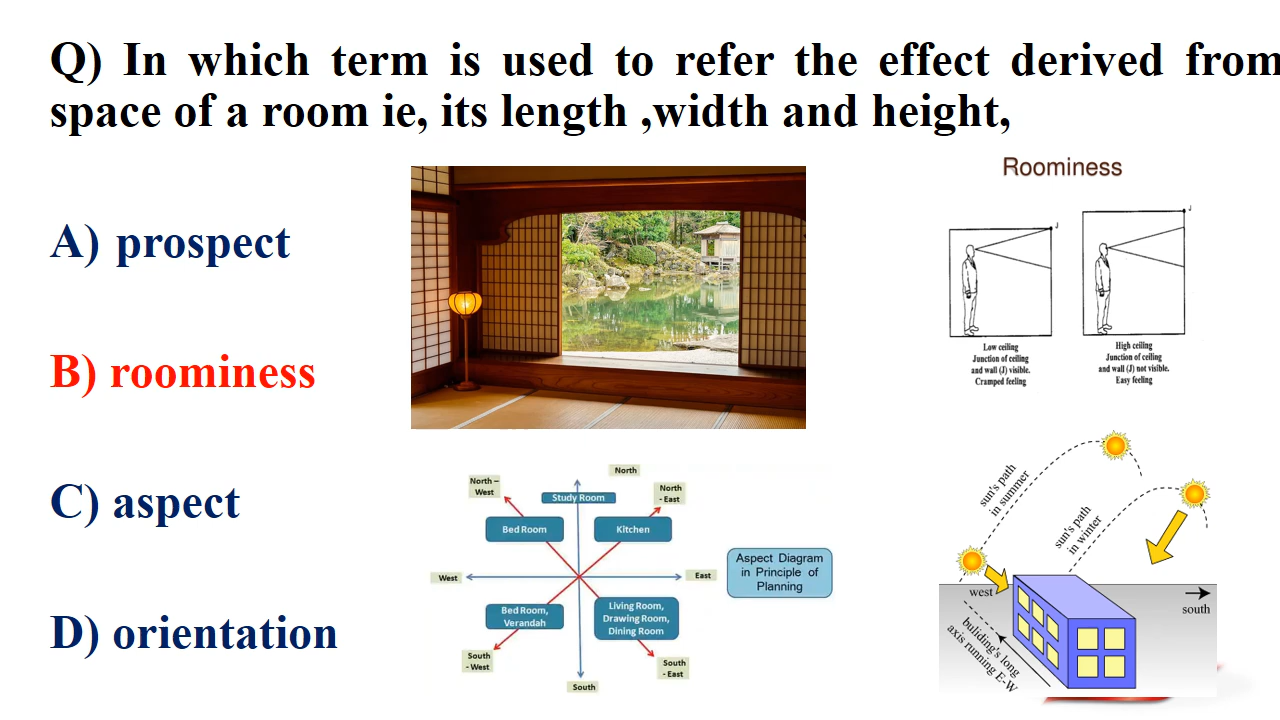 Q) In which term is used to refer the effect derived from
space of a room ie, its length ,width and height,
A) prospect
B) roominess
C) aspect
D) orientation
Roominess
J
J
Low ceiling
Junction of ceiling
and wall (J) visible.
Cramped feeling
High ceiling
Junction of ceiling
and wall (J) not visible.
Easy feeling
North
North –
West
North
- East
Study Room
Bed Room
Kitchen
West
East
Bed Room,
Verandah
Living Room,
Drawing Room,
Dining Room
South
- West
South
- East
South
Aspect Diagram
in Principle of
Planning
sun's path
in summer
sun's path
in winter
west
south
buliding's long
axis running E-W